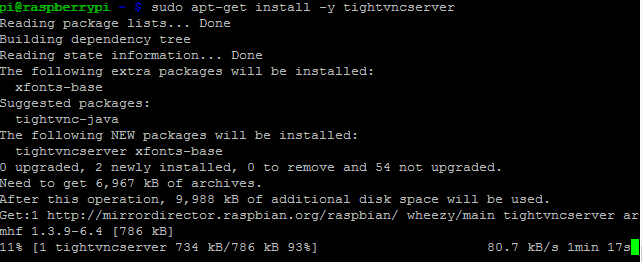 pi@raspberrypi ~ $ sudo apt-get install -y tightvncserver
Reading package lists... Done
Building dependency tree
Reading state information... Done
The following extra packages will be installed:
  xfonts-base
Suggested packages:
  tightvnc-java
The following NEW packages will be installed:
  tightvncserver xfonts-base
0 upgraded, 2 newly installed, 0 to remove and 54 not upgraded.
Need to get 6,967 kB of archives.
After this operation, 9,988 kB of additional disk space will be used.
Get:1 http://mirrordirector.raspbian.org/raspbian/ wheezy/main tightvncserver ar
mhf 1.3.9-6.4 [786 kB]
11% [1 tightvncserver 734 kB/786 kB 93%]                      80.7 kB/s 1min 17s